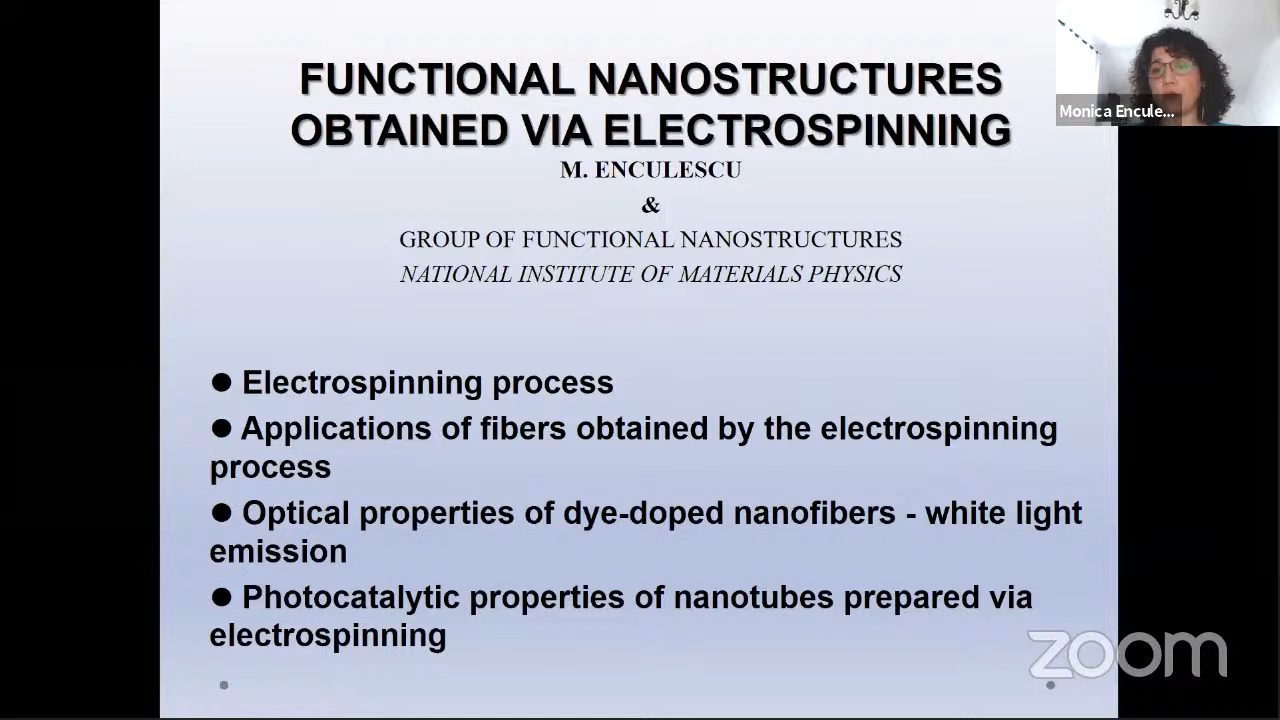 FUNCTIONAL NANOSTRUCTURES
OBTAINED VIA ELECTROSPINNING
M. ENCULESCU
&
GROUP OF FUNCTIONAL NANOSTRUCTURES
NATIONAL INSTITUTE OF MATERIALS PHYSICS
Monica Encule...
● Electrospinning process
● Applications of fibers obtained by the electrospinning
process
● Optical properties of dye-doped nanofibers - white light
emission
● Photocatalytic properties of nanotubes prepared via
electrospinning
zoom